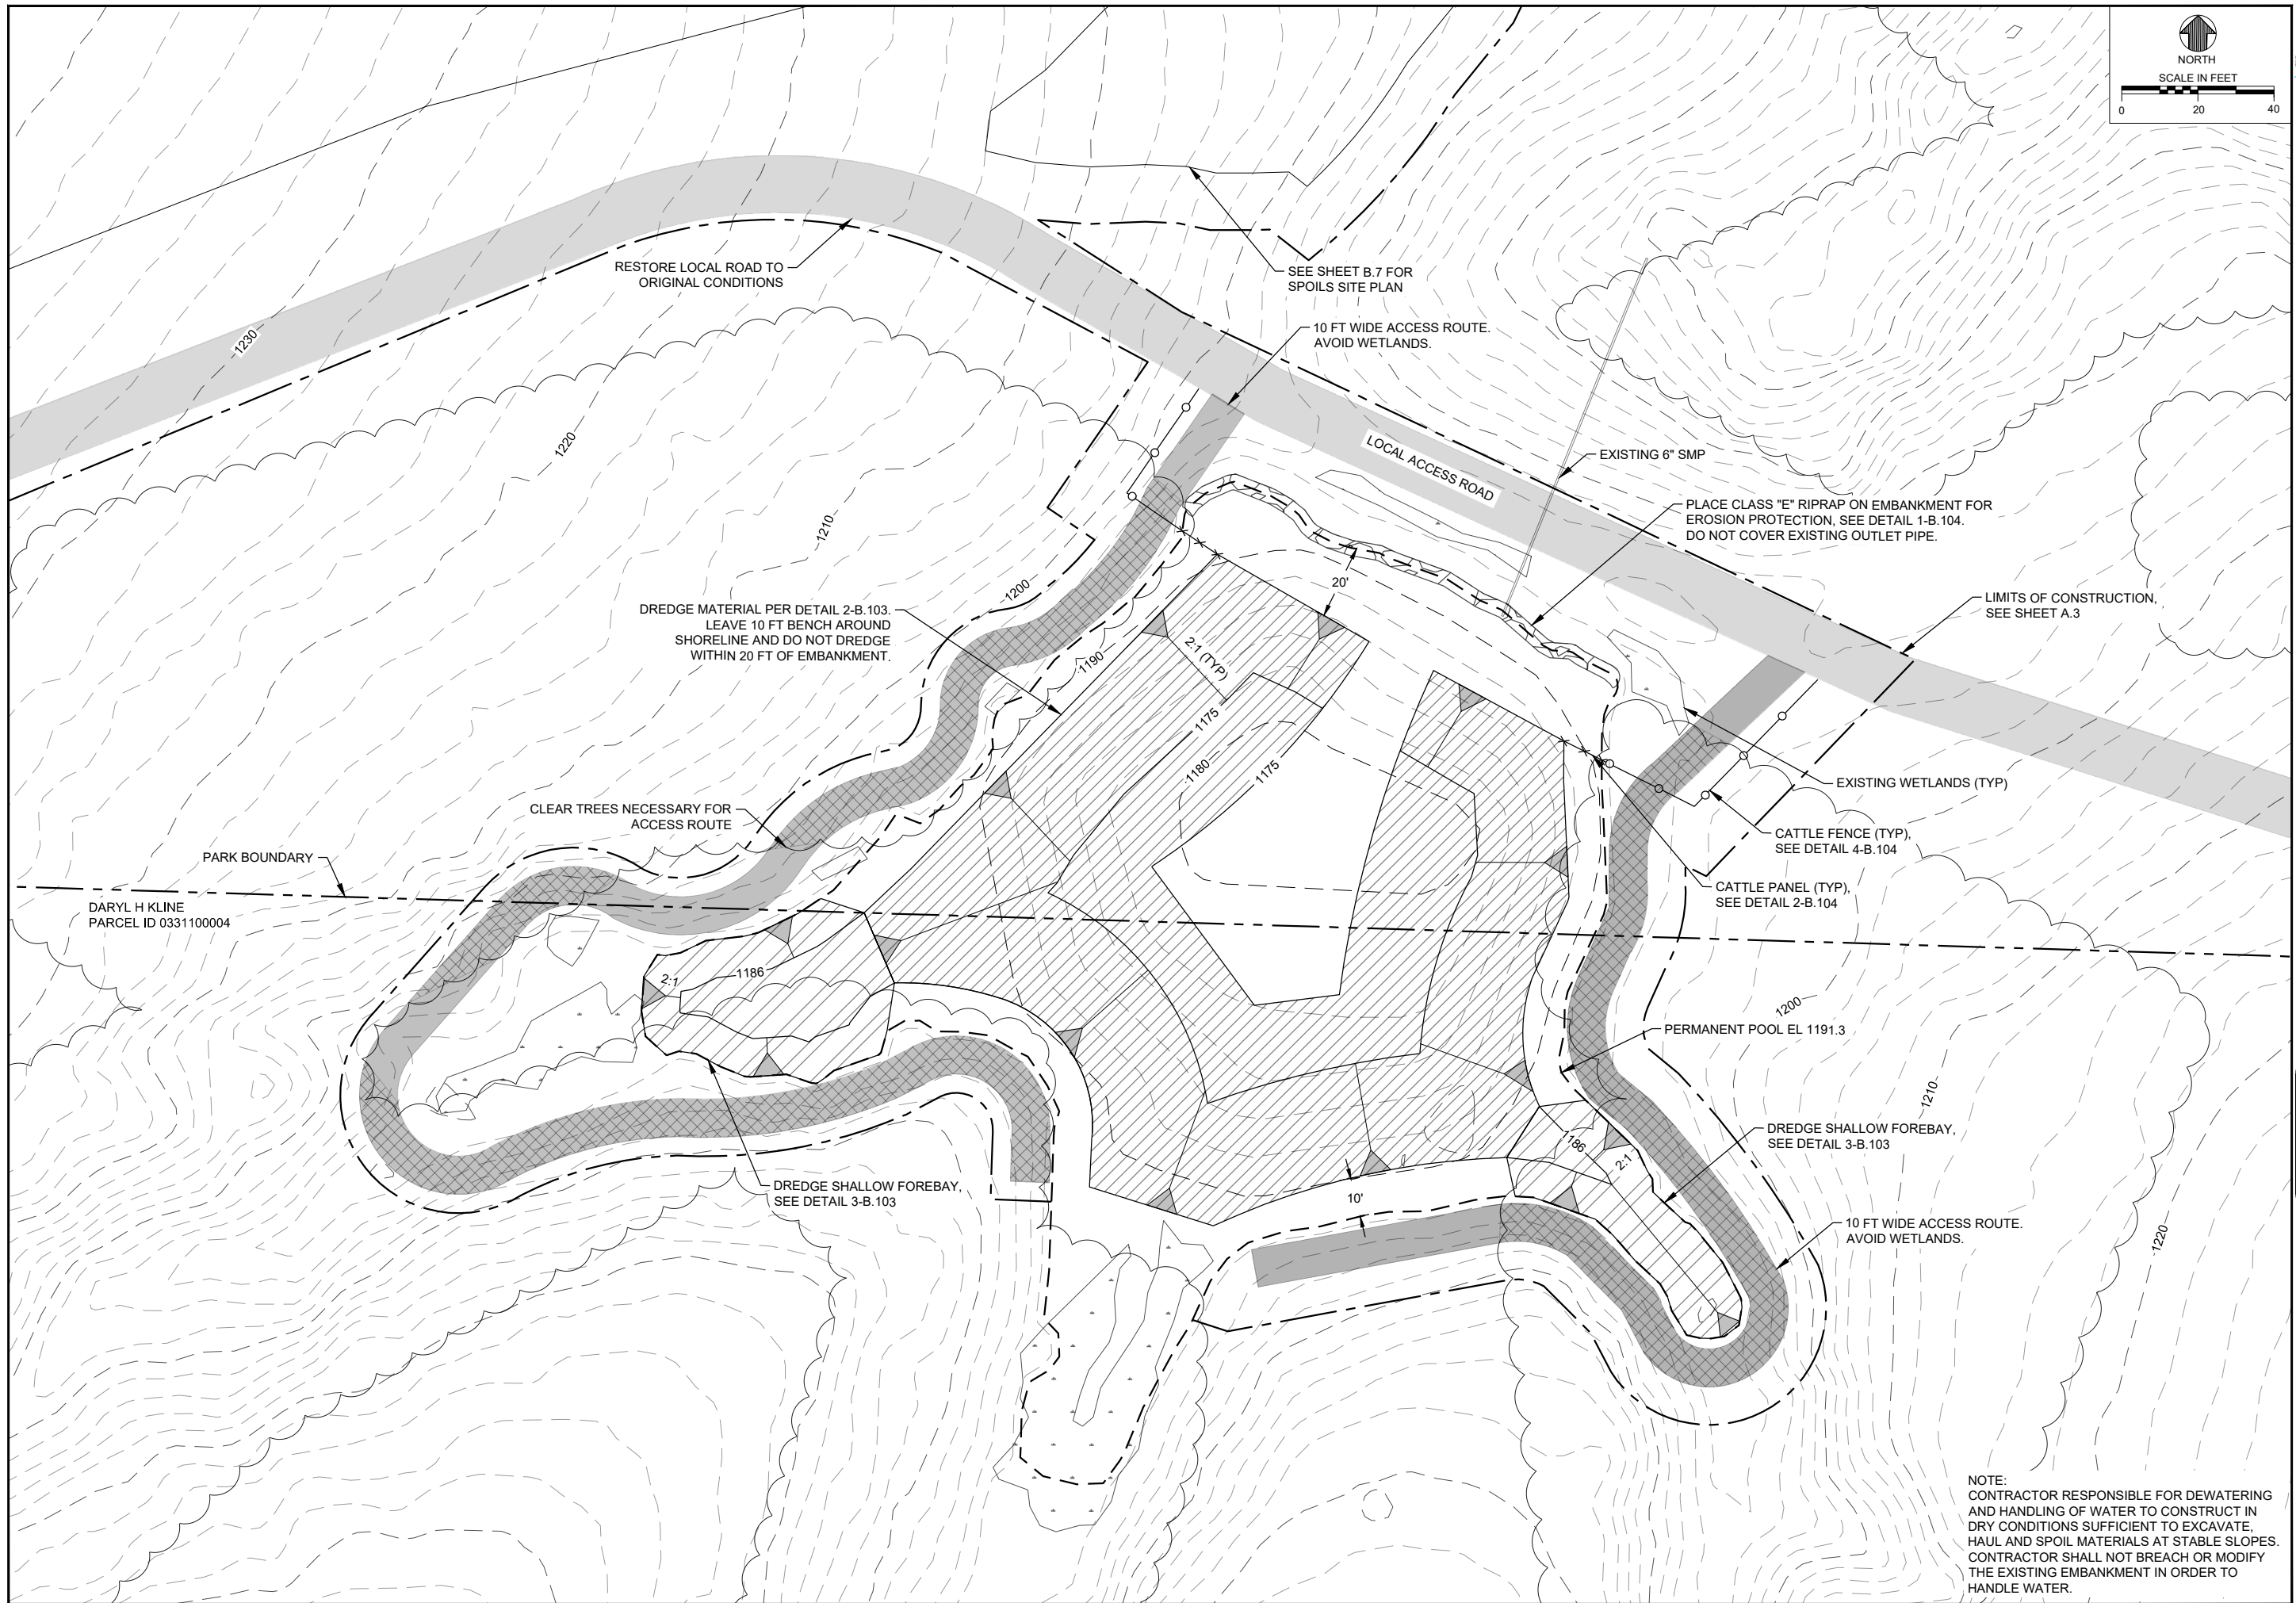 NORTH
SCALE IN FEET
0 20 40
RESTORE LOCAL ROAD TO
ORIGINAL CONDITIONS
SEE SHEET B.7 FOR
SPOILS SITE PLAN
10 FT WIDE ACCESS ROUTE.
AVOID WETLANDS.
1230
1220
1210
LOCAL ACCESS ROAD
EXISTING 6" SMP
PLACE CLASS "E" RIPRAP ON EMBANKMENT FOR
EROSION PROTECTION, SEE DETAIL 1-B.104.
DO NOT COVER EXISTING OUTLET PIPE.
20'
1200
LIMITS OF CONSTRUCTION,
SEE SHEET A.3
DREDGE MATERIAL PER DETAIL 2-B.103.
LEAVE 10 FT BENCH AROUND
SHORELINE AND DO NOT DREDGE
WITHIN 20 FT OF EMBANKMENT.
2:1 (TYP)
1190
1175
1180
1175
EXISTING WETLANDS (TYP)
CLEAR TREES NECESSARY FOR
ACCESS ROUTE
CATTLE FENCE (TYP),
SEE DETAIL 4-B.104
PARK BOUNDARY
CATTLE PANEL (TYP),
SEE DETAIL 2-B.104
DARYL H KLINE
PARCEL ID 0331100004
1186
2:1
1200
PERMANENT POOL EL 1191.3
1210
DREDGE SHALLOW FOREBAY,
SEE DETAIL 3-B.103
1186
2:1
DREDGE SHALLOW FOREBAY,
SEE DETAIL 3-B.103
10'
10 FT WIDE ACCESS ROUTE.
AVOID WETLANDS.
1220
NOTE:
CONTRACTOR RESPONSIBLE FOR DEWATERING
AND HANDLING OF WATER TO CONSTRUCT IN
DRY CONDITIONS SUFFICIENT TO EXCAVATE,
HAUL AND SPOIL MATERIALS AT STABLE SLOPES.
CONTRACTOR SHALL NOT BREACH OR MODIFY
THE EXISTING EMBANKMENT IN ORDER TO
HANDLE WATER.